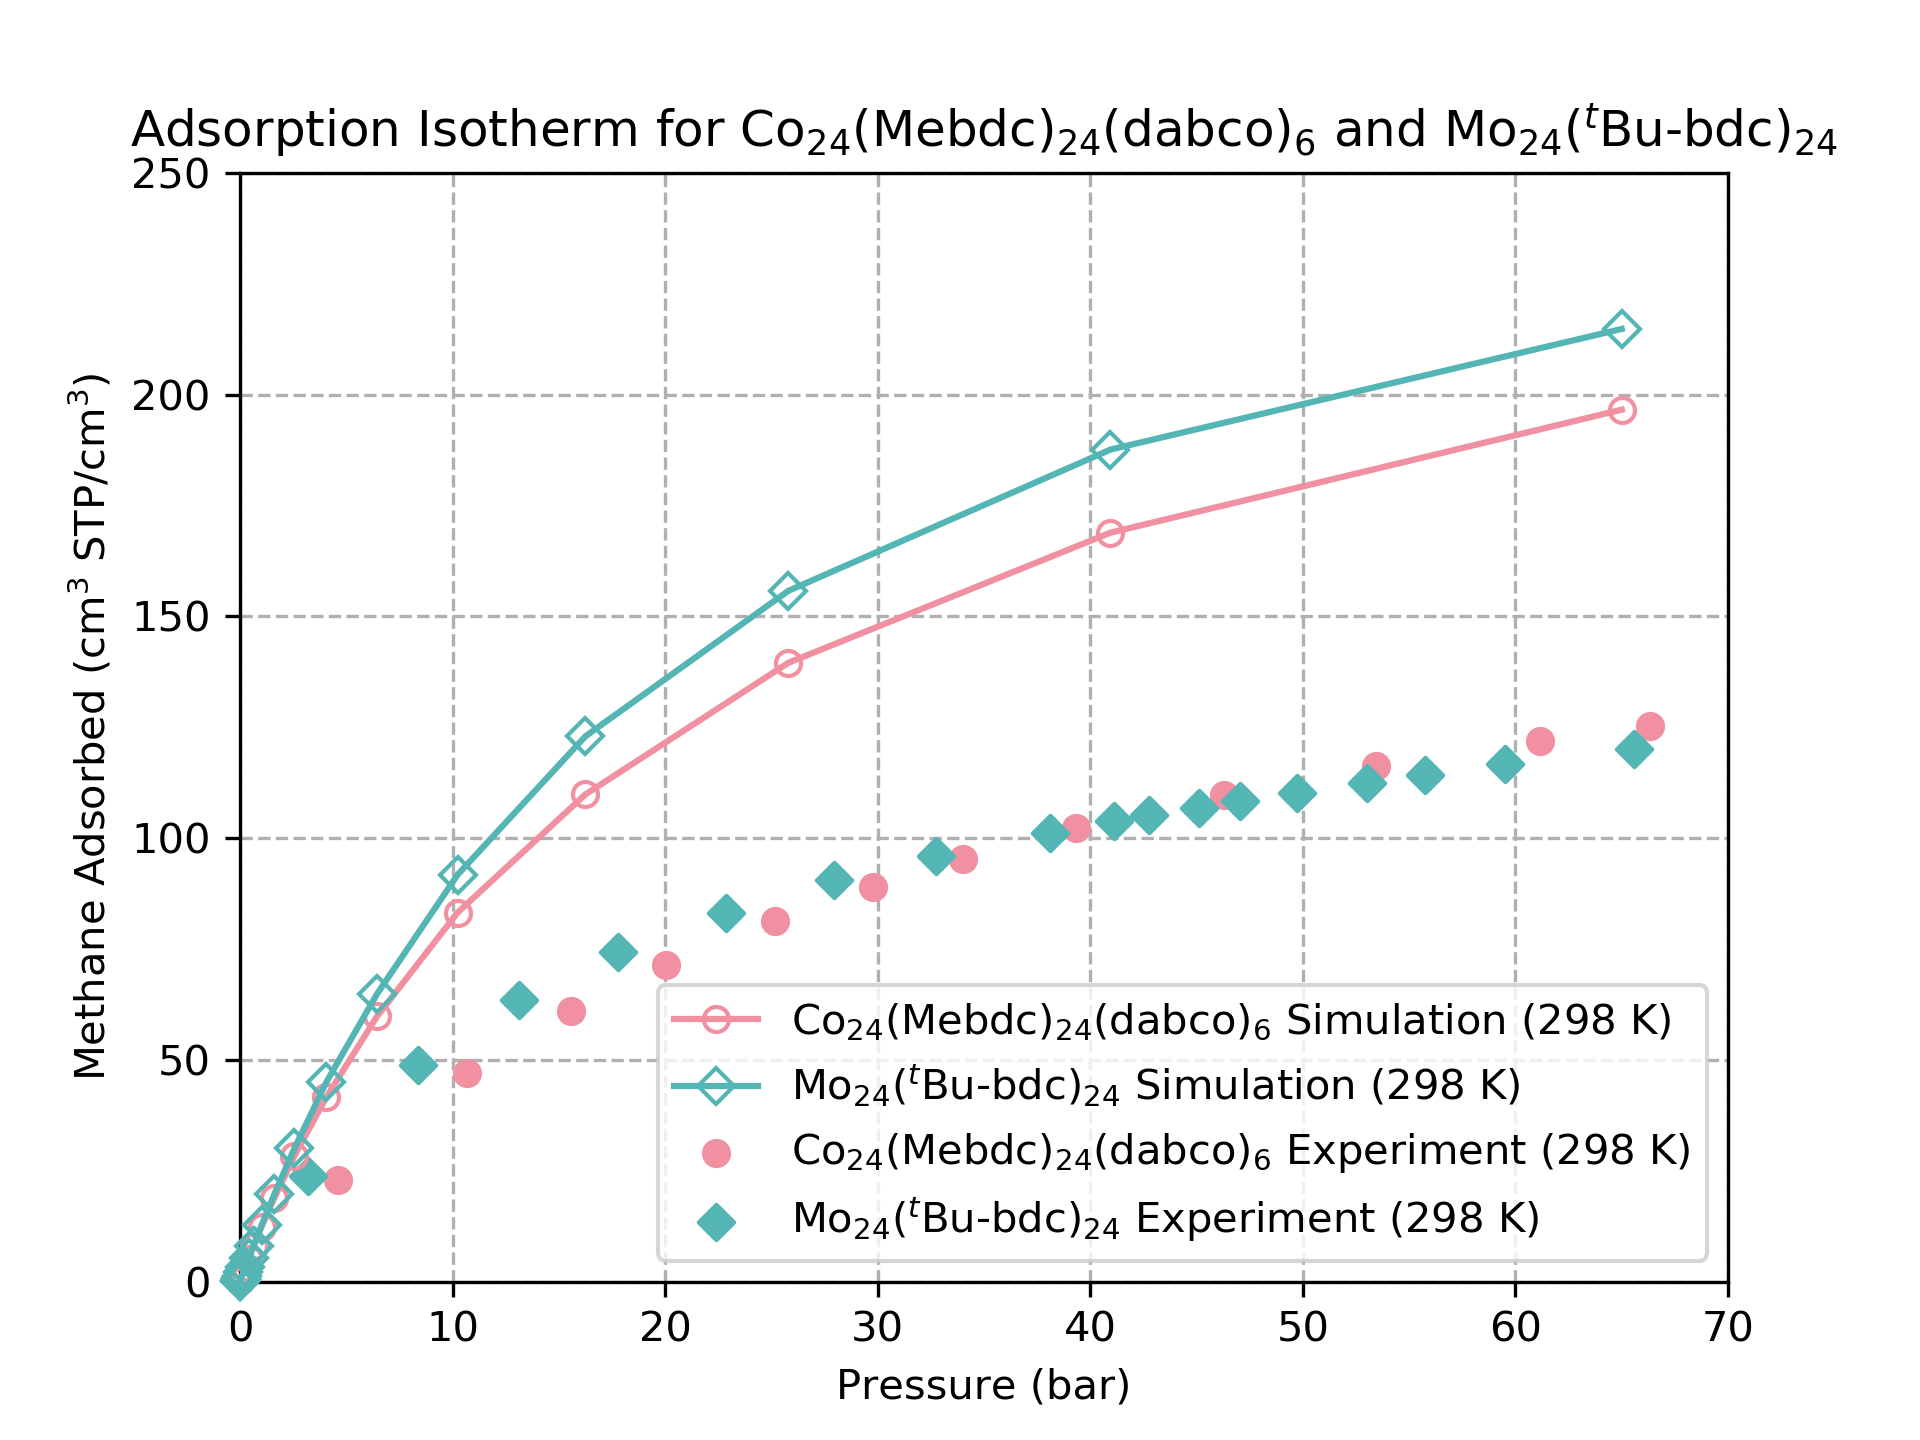 Adsorption Isotherm for Co₂₄(Mebdc)₂₄(dabco)₆ and Mo₂₄(ᵗBu-bdc)₂₄
250
200
150
100
50
0
Methane Adsorbed (cm³ STP/cm³)
Co₂₄(Mebdc)₂₄(dabco)₆ Simulation (298 K)
Mo₂₄(ᵗBu-bdc)₂₄ Simulation (298 K)
Co₂₄(Mebdc)₂₄(dabco)₆ Experiment (298 K)
Mo₂₄(ᵗBu-bdc)₂₄ Experiment (298 K)
0 10 20 30 40 50 60 70
Pressure (bar)